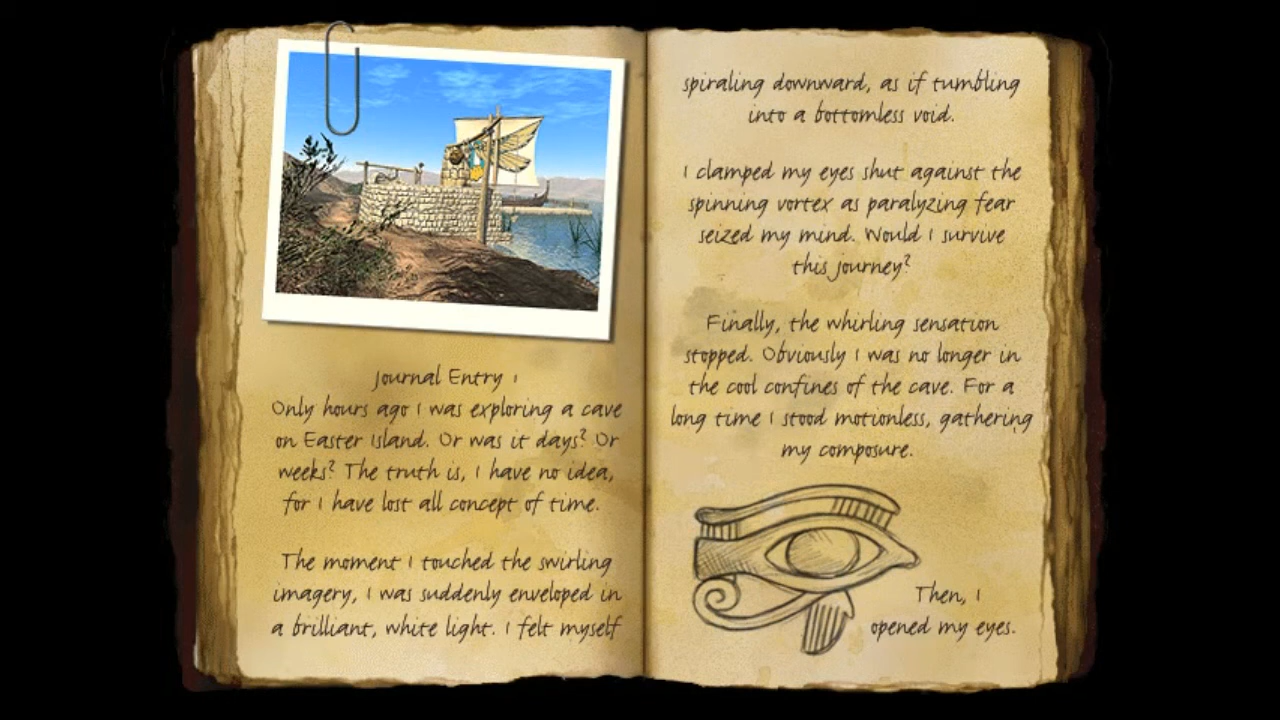 Journal Entry 1
Only hours ago I was exploring a cave
on Easter Island. Or was it days? Or
weeks? The truth is, I have no idea,
for I have lost all concept of time.
The moment I touched the swirling
imagery, I was suddenly enveloped in
a brilliant, white light. I felt myself
spiraling downward, as if tumbling
into a bottomless void.
I clamped my eyes shut against the
spinning vortex as paralyzing fear
seized my mind. Would I survive
this journey?
Finally, the whirling sensation
stopped. Obviously I was no longer in
the cool confines of the cave. For a
long time I stood motionless, gathering
my composure.
Then, I
opened my eyes.